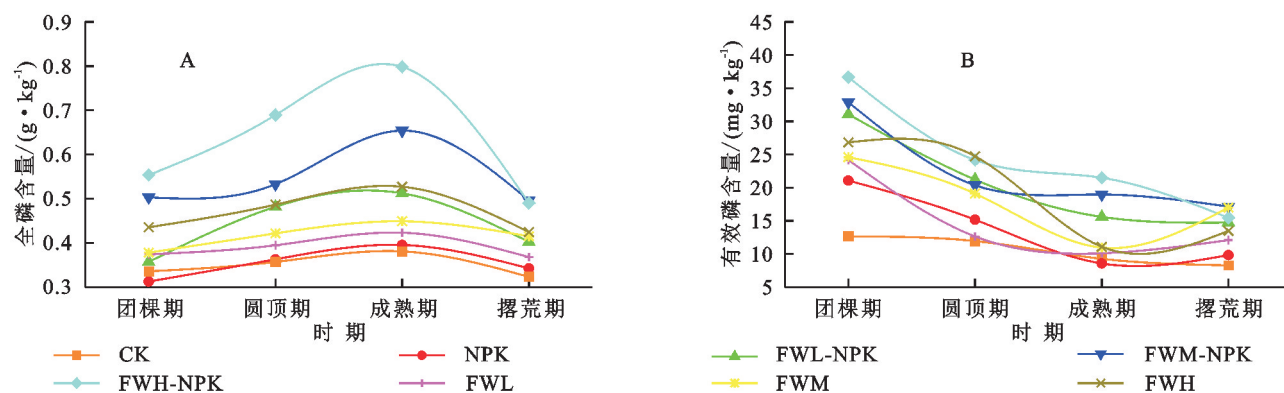 A
全磷含量/(g·kg⁻¹)
0.9
0.8
0.7
0.6
0.5
0.4
0.3
团棵期 圆顶期 成熟期 撂荒期
时 期
B
有效磷含量/(mg·kg⁻¹)
45
40
35
30
25
20
15
10
5
团棵期 圆顶期 成熟期 撂荒期
时 期
CK NPK FWL-NPK FWM-NPK
FWH-NPK FWL FWM FWH